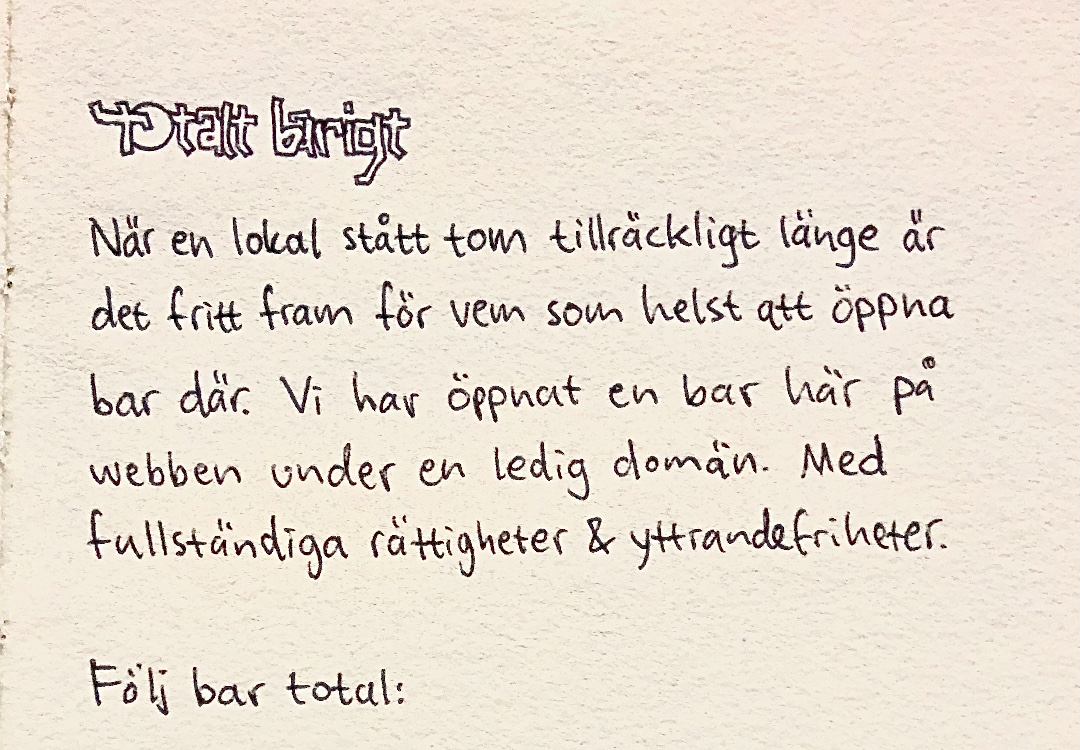 totalt barigt
När en lokal stått tom tillräckligt länge är
det fritt fram för vem som helst att öppna
bar där. Vi har öppnat en bar här på
webben under en ledig domän. Med
fullständiga rättigheter & yttrandefriheter.
Följ bar total: